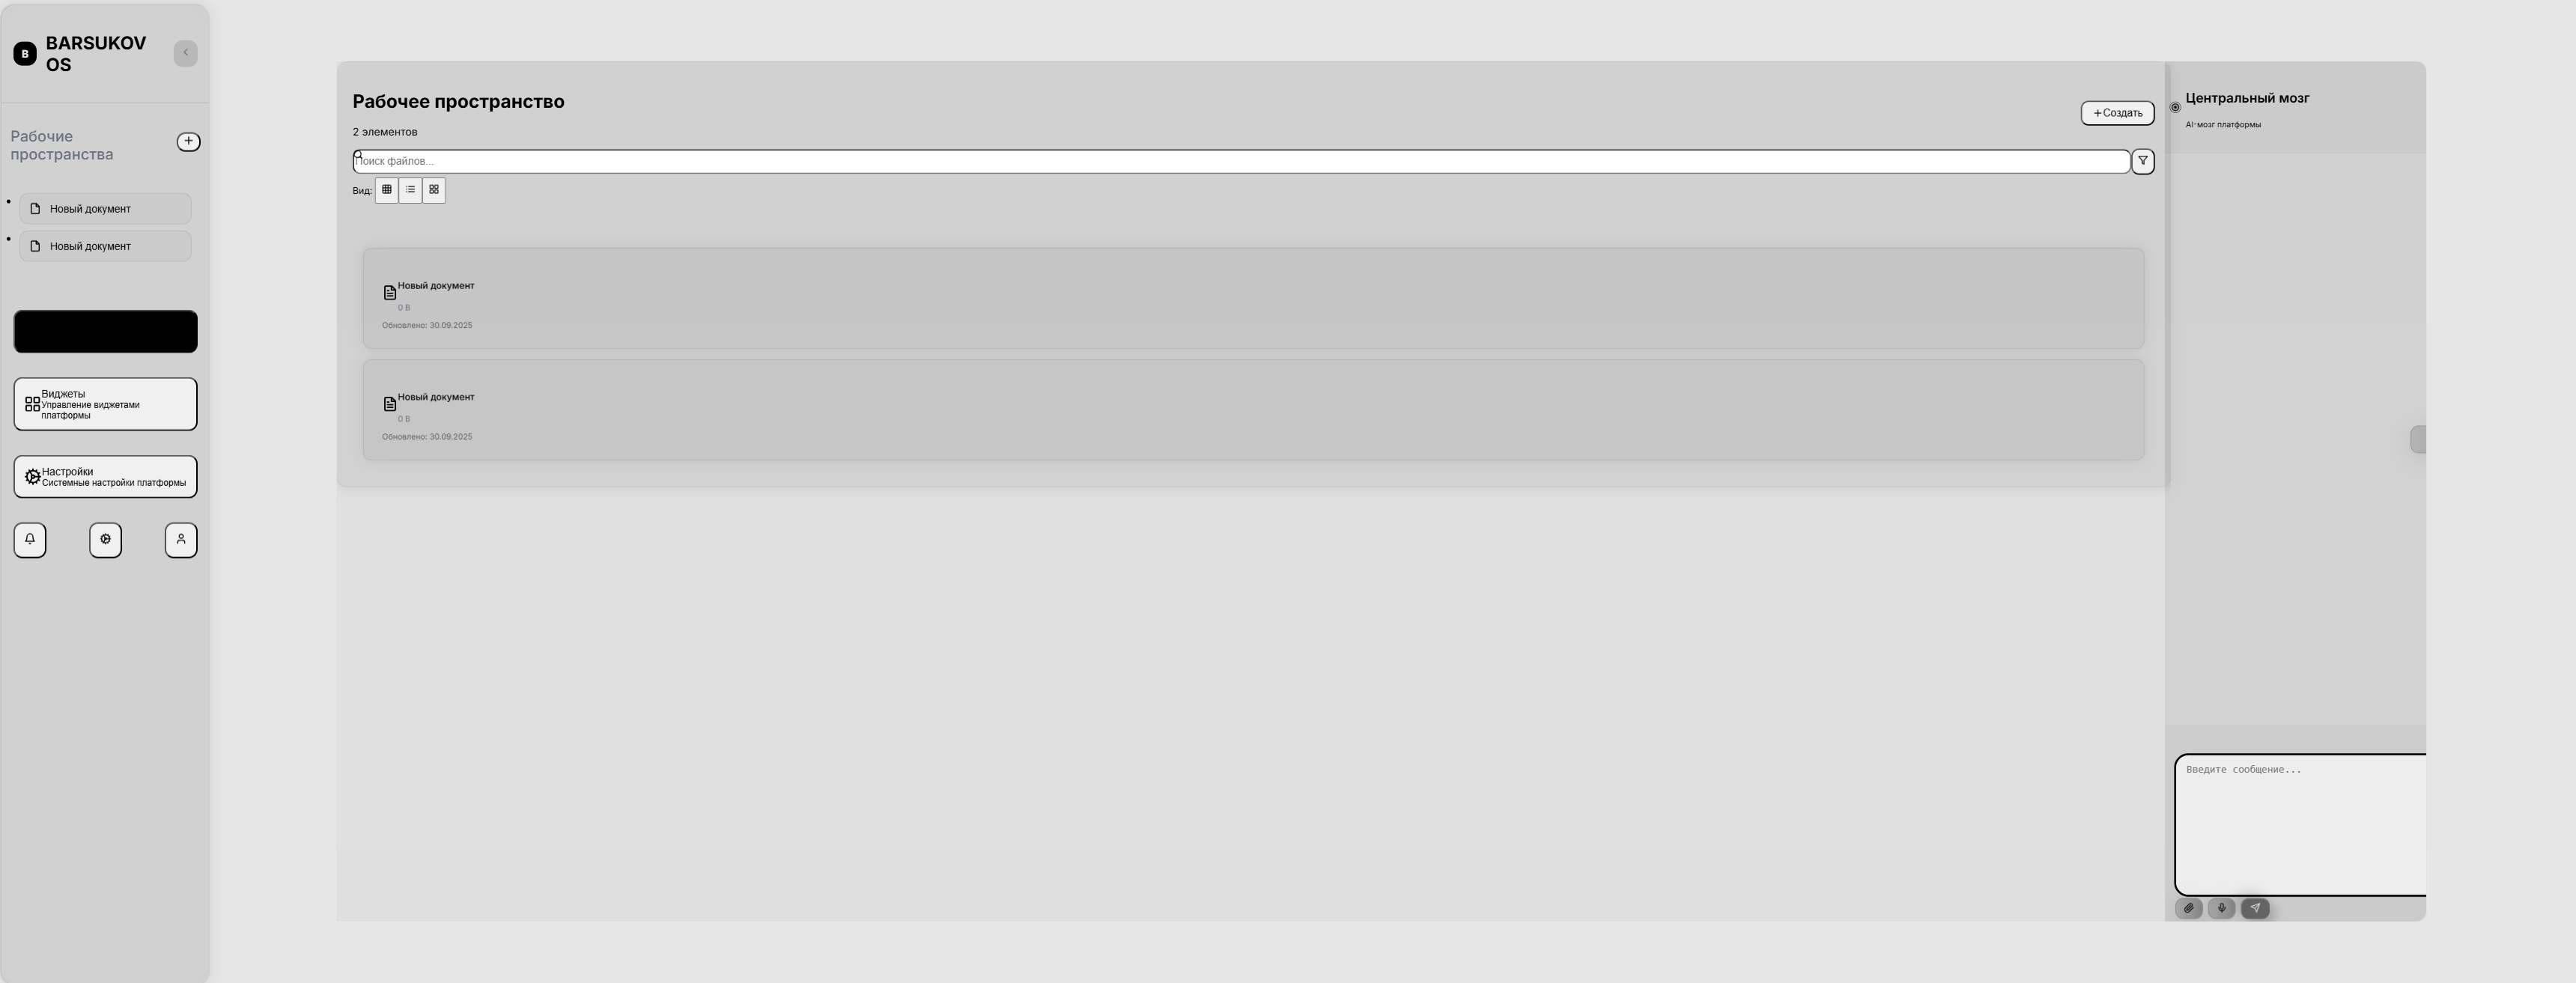 B
BARSUKOV
OS
Рабочие
пространства
Новый документ
Новый документ
Виджеты
Управление виджетами
платформы
Настройки
Системные настройки платформы
Рабочее пространство
2 элементов
+Создать
Поиск файлов...
Вид:
Новый документ
0 B
Обновлено: 30.09.2025
Новый документ
0 B
Обновлено: 30.09.2025
Центральный мозг
AI-мозг платформы
Введите сообщение...